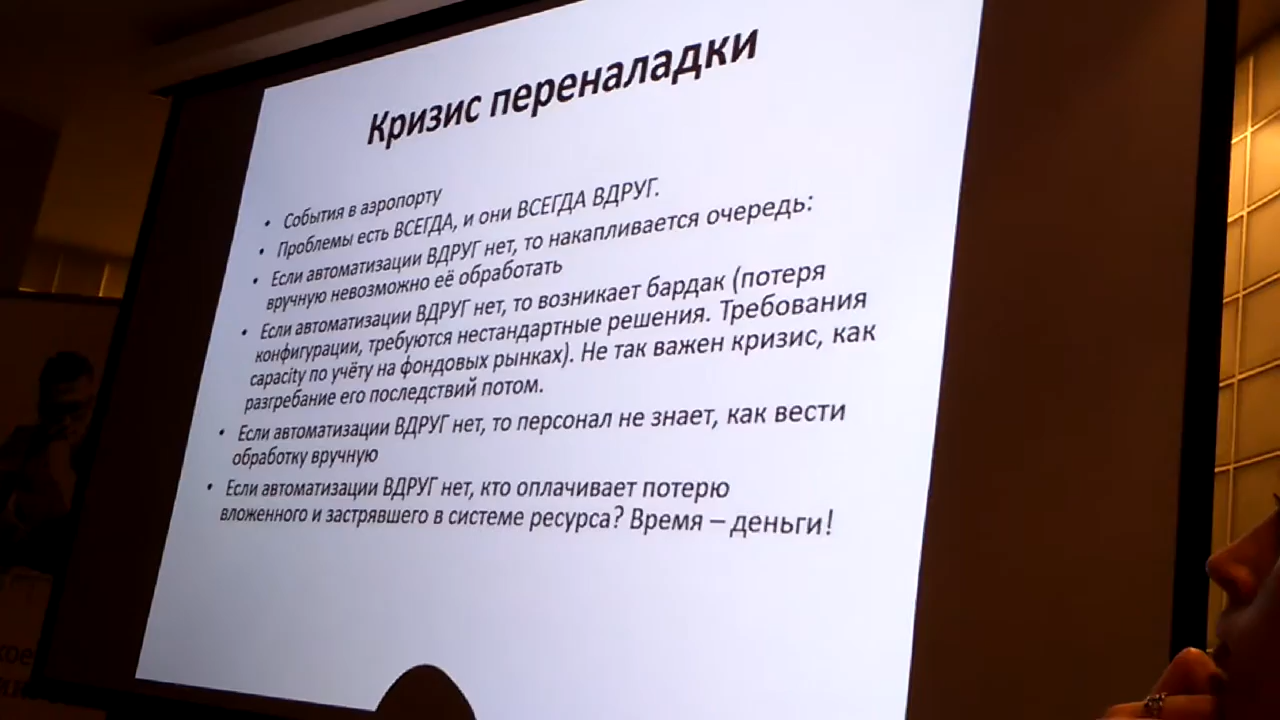 Кризис переналадки
• События в аэропорту
• Проблемы есть ВСЕГДА, и они ВСЕГДА ВДРУГ.
• Если автоматизации ВДРУГ нет, то накапливается очередь:
вручную невозможно её обработать
• Если автоматизации ВДРУГ нет, то возникает бардак (потеря
конфигурации, требуются нестандартные решения. Требования
capacity по учёту на фондовых рынках). Не так важен кризис, как
разгребание его последствий потом.
• Если автоматизации ВДРУГ нет, то персонал не знает, как вести
обработку вручную
• Если автоматизации ВДРУГ нет, кто оплачивает потерю
вложенного и застрявшего в системе ресурса? Время – деньги!